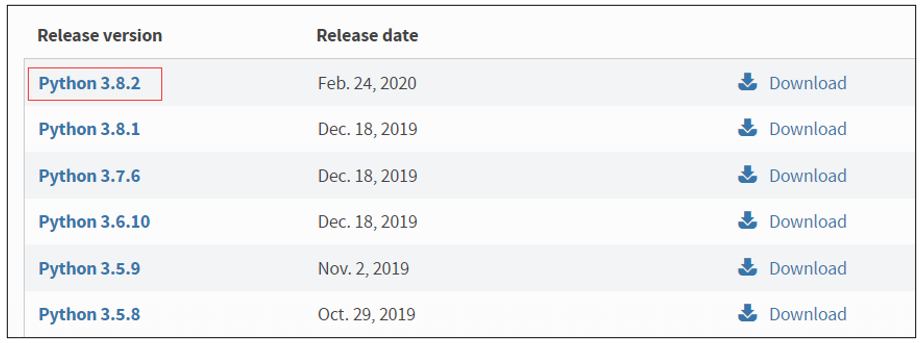 Release version Release date
Python 3.8.2 Feb. 24, 2020 Download
Python 3.8.1 Dec. 18, 2019 Download
Python 3.7.6 Dec. 18, 2019 Download
Python 3.6.10 Dec. 18, 2019 Download
Python 3.5.9 Nov. 2, 2019 Download
Python 3.5.8 Oct. 29, 2019 Download